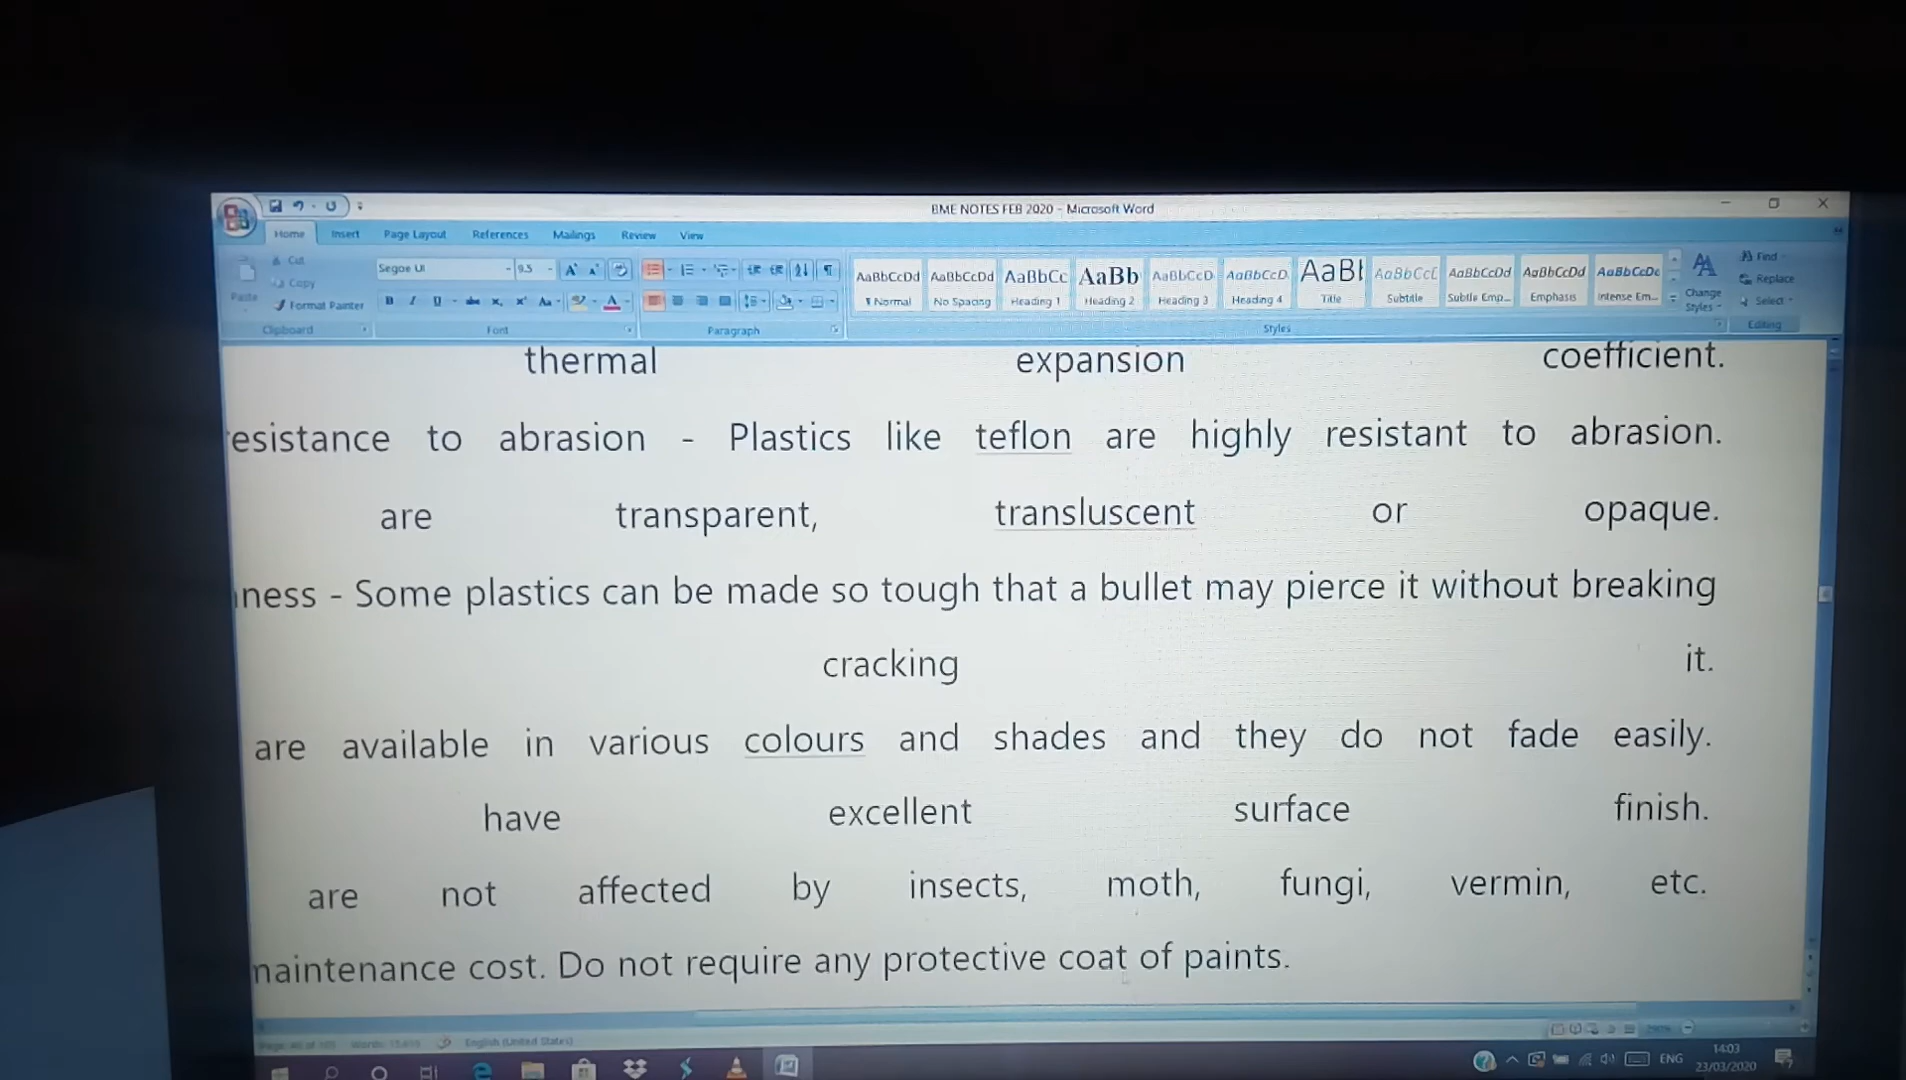 BME NOTES FEB 2020 - Microsoft Word
Home Insert Page Layout References Mailings Review View
Cut
Copy
Paste
Format Painter
Clipboard
Segoe UI 9.5
Font
Paragraph
AaBbCcDd AaBbCcDd AaBbCc AaBb AaBbCcD AaBbCcD. AaBl AaBbCcD AaBbCcDd AaBbCcDd AaBbCcDc
¶ Normal No Spacing Heading 1 Heading 2 Heading 3 Heading 4 Title Subtitle Subtle Emp... Emphasis Intense Em...
Styles
Change
Styles
Find
Replace
Select
Editing
thermal expansion coefficient.
esistance to abrasion - Plastics like teflon are highly resistant to abrasion.
are transparent, transluscent or opaque.
ness - Some plastics can be made so tough that a bullet may pierce it without breaking
cracking it.
are available in various colours and shades and they do not fade easily.
have excellent surface finish.
are not affected by insects, moth, fungi, vermin, etc.
maintenance cost. Do not require any protective coat of paints.
English (United States)
ENG
14:03
23/03/2020